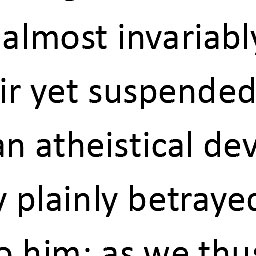 almost invariably
ir yet suspended
an atheistical dev
y plainly betrayed
o him; as we thus